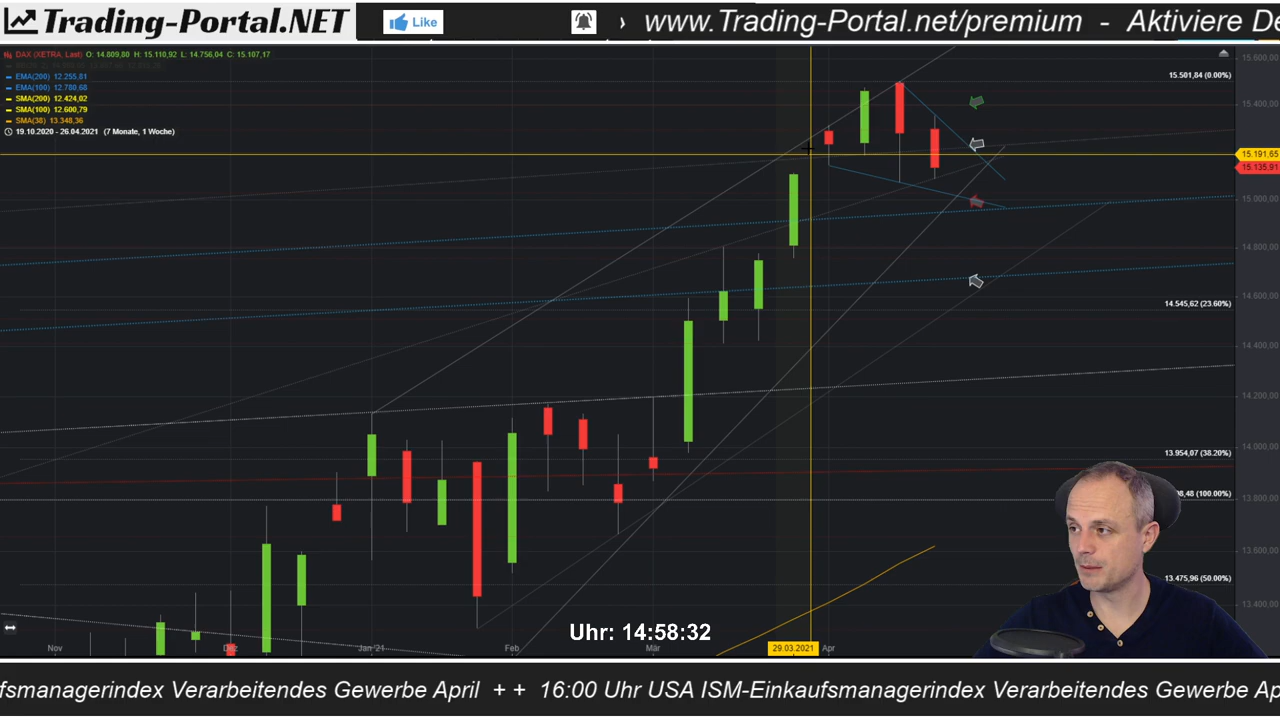 Trading-Portal.NET
Like
www.Trading-Portal.net/premium - Aktiviere De
DAX (XETRA, Last) O: 14.809,80 H: 15.110,92 L: 14.756,04 C: 15.107,17
EMA(200) 12.255,81
EMA(100) 12.780,68
SMA(200) 12.424,02
SMA(100) 12.600,79
SMA(38) 13.348,36
19.10.2020 - 26.04.2021 (7 Monate, 1 Woche)
15.600,00
15.501,84 (0.00%)
15.400,00
15.191,65
15.135,91
15.000,00
14.800,00
14.600,00
14.545,62 (23.60%)
14.400,00
14.200,00
14.000,00
13.954,07 (38.20%)
13.800,00
8,48 (100.00%)
13.600,00
13.475,96 (50.00%)
13.400,00
Uhr: 14:58:32
Nov Dez Jan '21 Feb Mär 29.03.2021 Apr
fsmanagerindex Verarbeitendes Gewerbe April + + 16:00 Uhr USA ISM-Einkaufsmanagerindex Verarbeitendes Gewerbe Ap